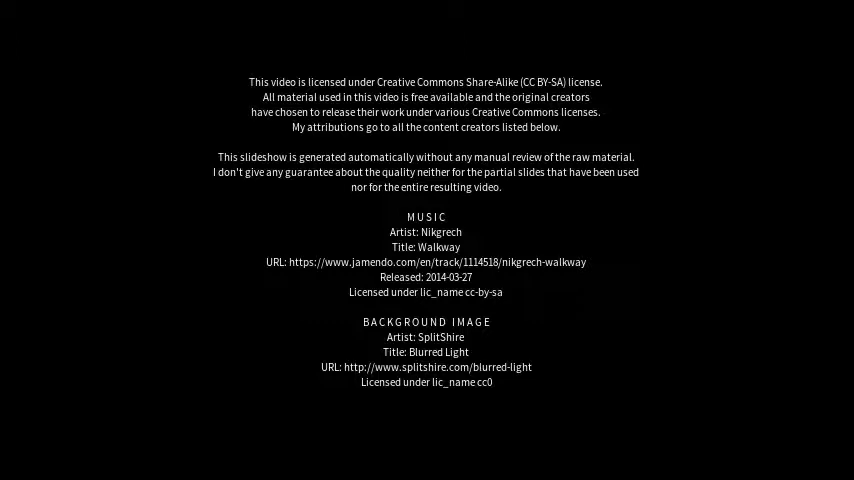 This video is licensed under Creative Commons Share-Alike (CC BY-SA) license.
All material used in this video is free available and the original creators
have chosen to release their work under various Creative Commons licenses.
My attributions go to all the content creators listed below.
This slideshow is generated automatically without any manual review of the raw material.
I don't give any guarantee about the quality neither for the partial slides that have been used
nor for the entire resulting video.
MUSIC
Artist: Nikgrech
Title: Walkway
URL: https://www.jamendo.com/en/track/1114518/nikgrech-walkway
Released: 2014-03-27
Licensed under lic_name cc-by-sa
BACKGROUND IMAGE
Artist: SplitShire
Title: Blurred Light
URL: http://www.splitshire.com/blurred-light
Licensed under lic_name cc0